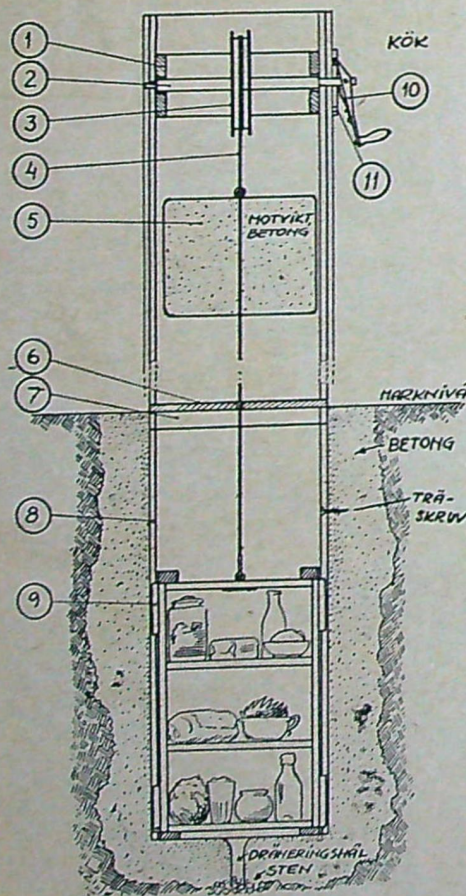 1
2
3
4
5
6
7
8
9
KÖK
10
11
MOTVIKT,
BETONG
MARKNIVÅ
BETONG
TRÄ-
SKRUV
DRÄNERINGSHÅL
STEN